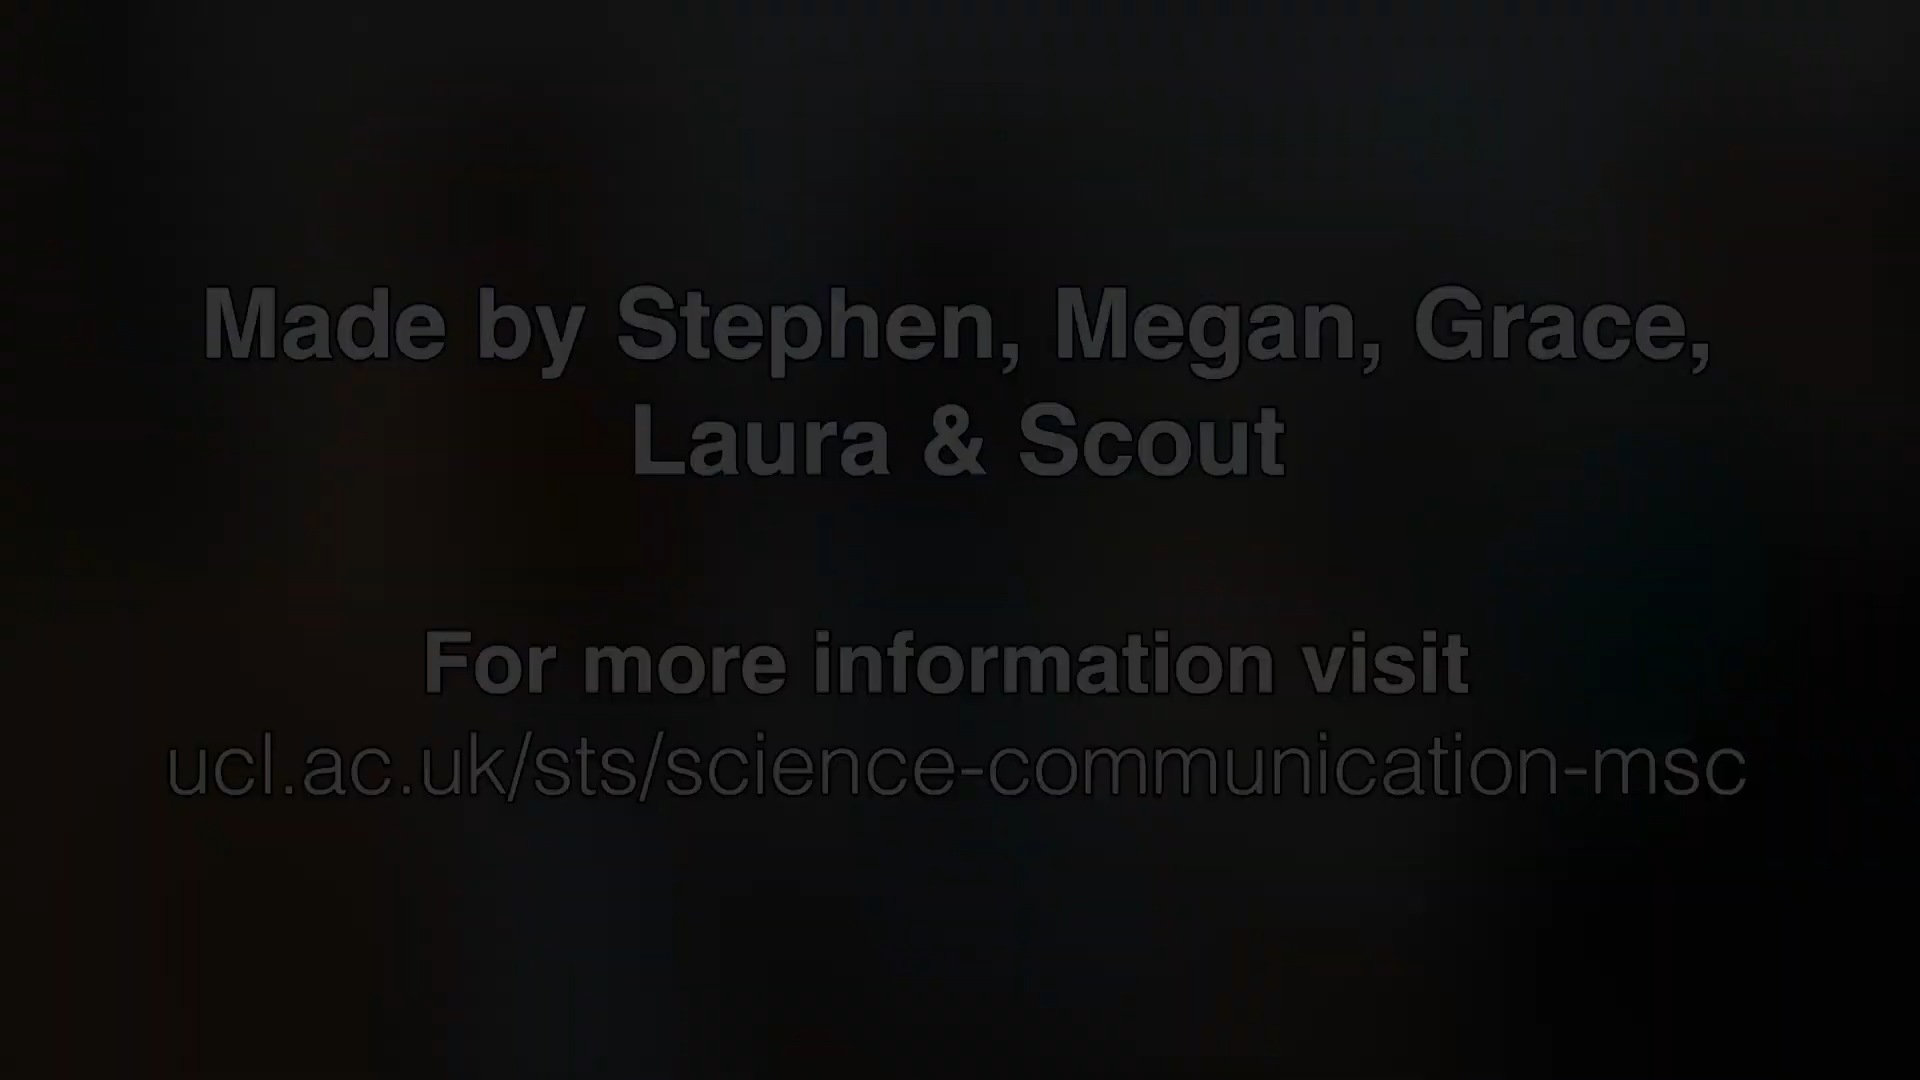 Made by Stephen, Megan, Grace,
Laura & Scout
For more information visit
ucl.ac.uk/sts/science-communication-msc